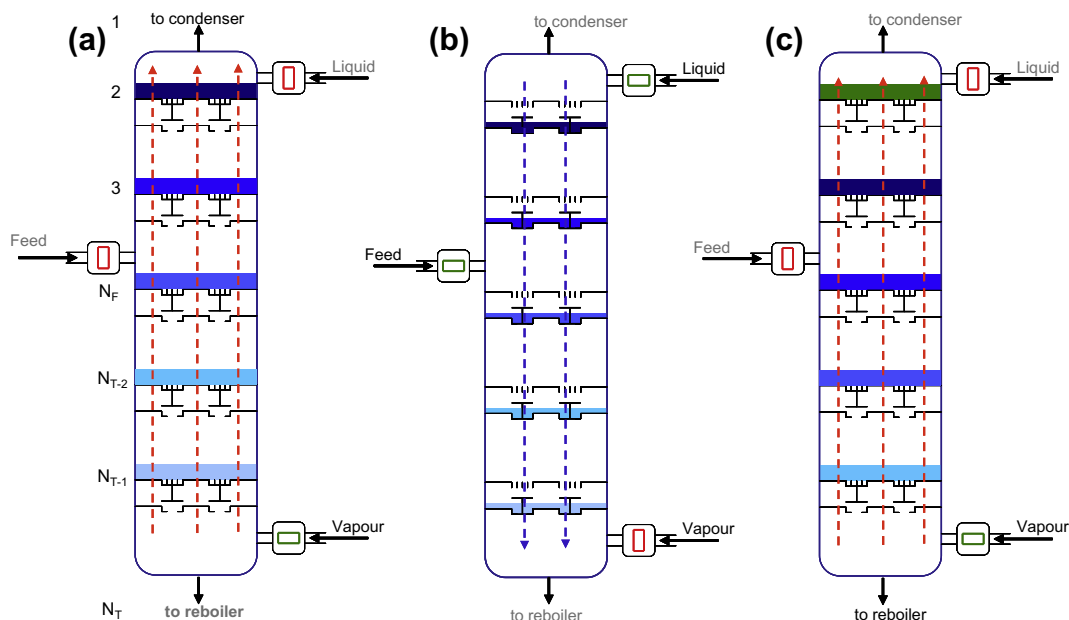 1
(a)
to condenser
Liquid
2
3
Feed
N_F
N_T-2
N_T-1
Vapour
N_T
to reboiler
(b)
to condenser
Liquid
Feed
Vapour
to reboiler
(c)
to condenser
Liquid
Feed
Vapour
to reboiler